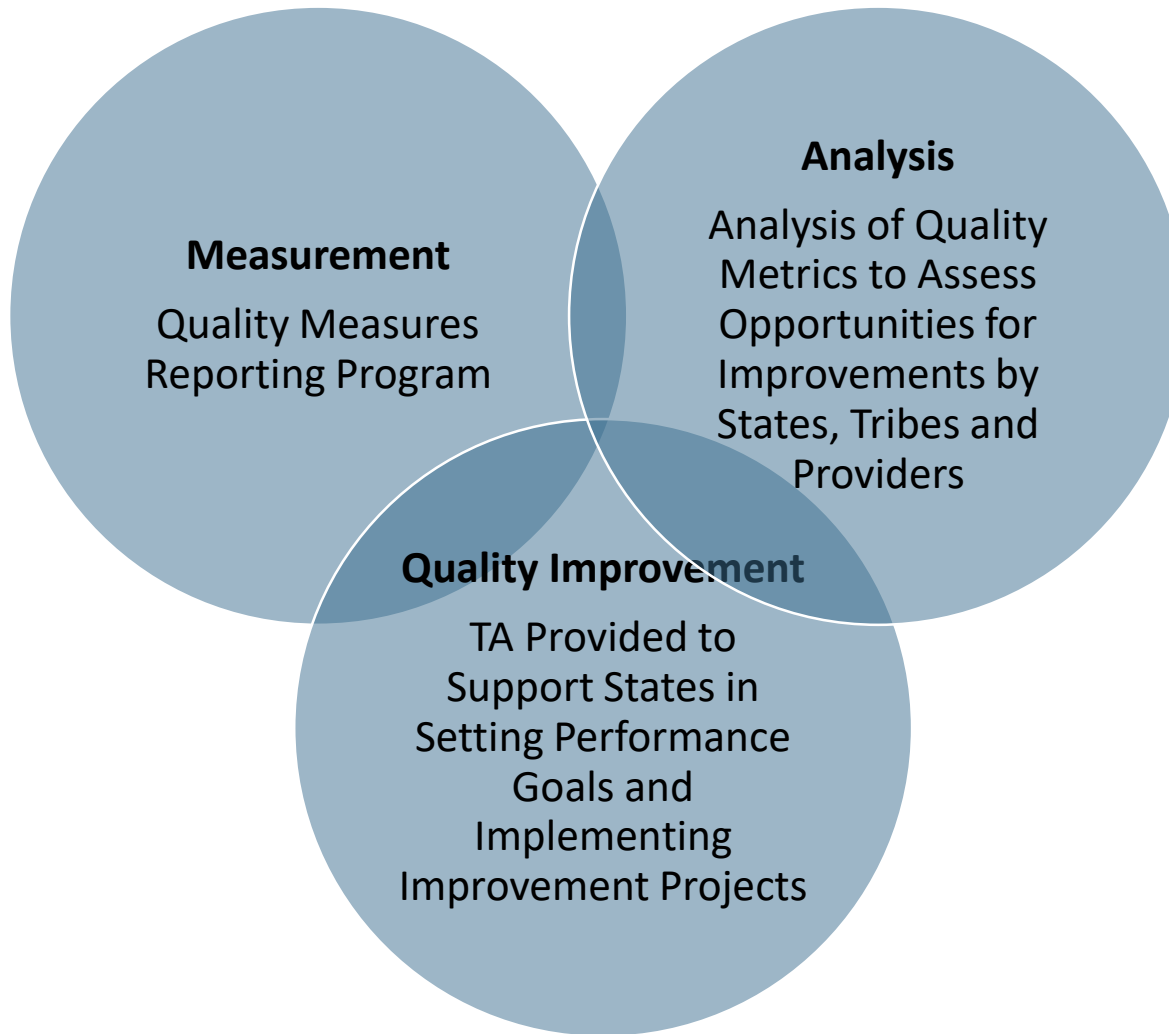 Measurement
Quality Measures
Reporting Program
Analysis
Analysis of Quality
Metrics to Assess
Opportunities for
Improvements by
States, Tribes and
Providers
Quality Improvement
TA Provided to
Support States in
Setting Performance
Goals and
Implementing
Improvement Projects